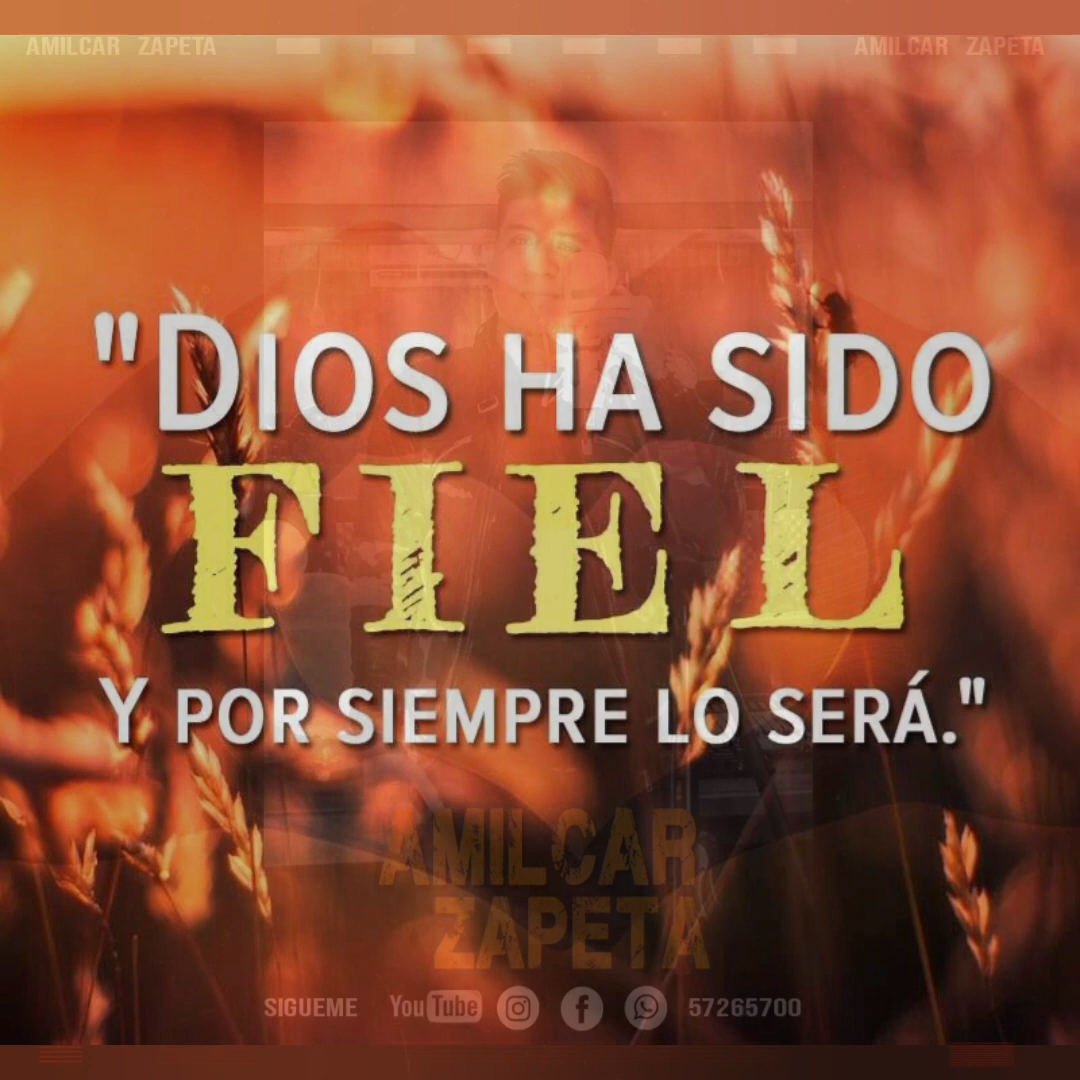 AMILCAR ZAPETA AMILCAR ZAPETA
"DIOS HA SIDO
FIEL
Y POR SIEMPRE LO SERÁ."
AMILCAR
ZAPETA
SIGUEME YouTube 57265700